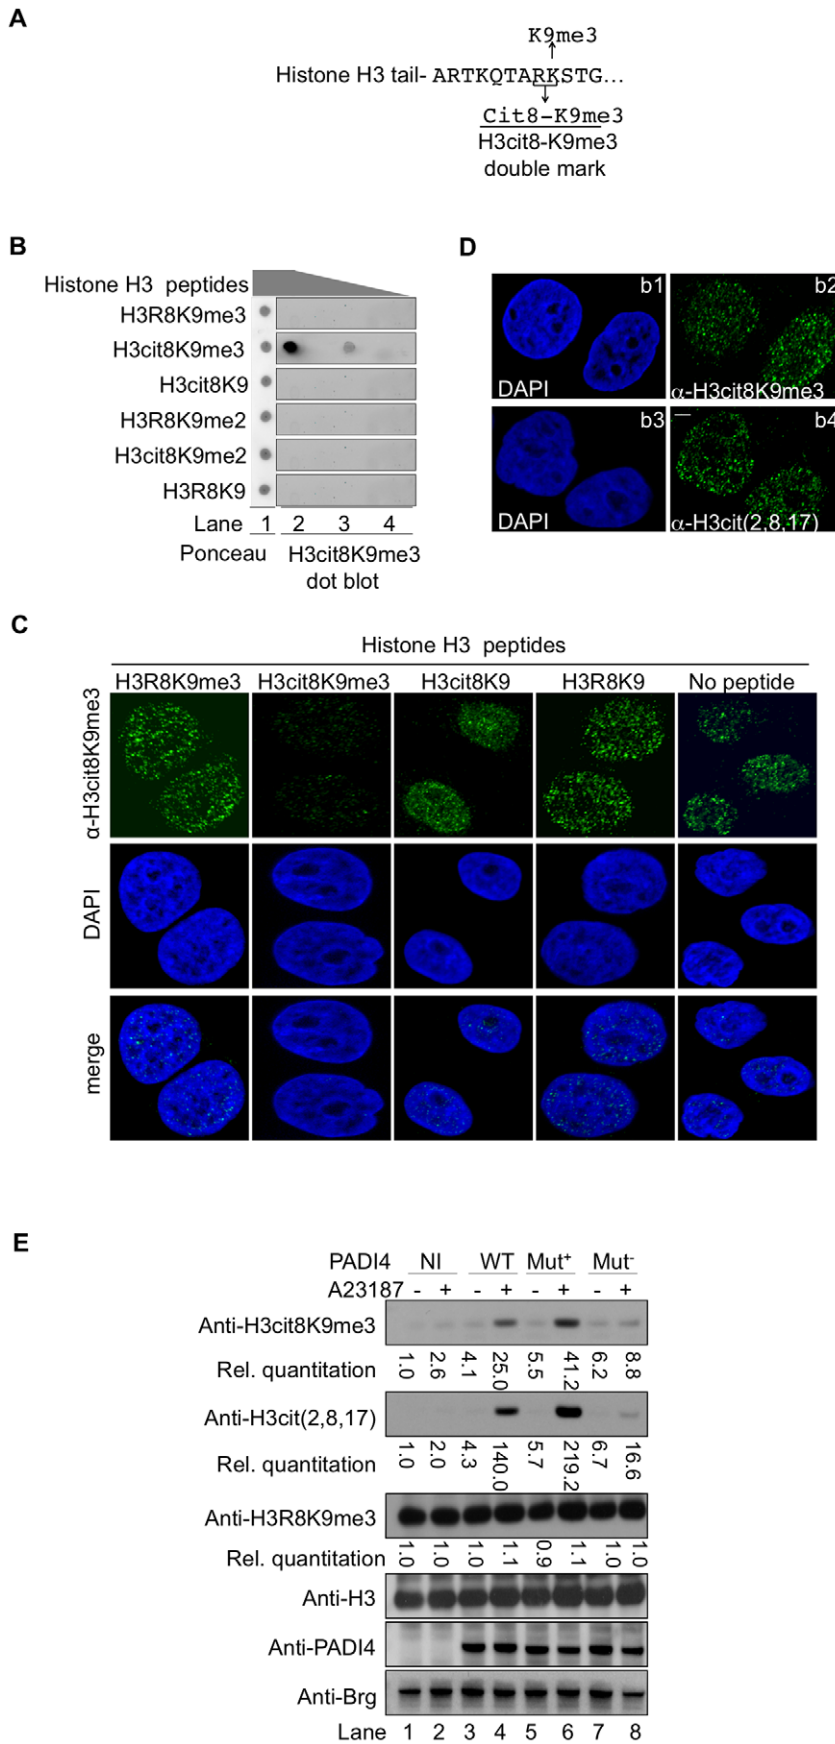 A
K9me3
Histone H3 tail- ARTKQTARKSTG...
Cit8-K9me3
H3cit8-K9me3
double mark
B
Histone H3 peptides
H3R8K9me3
H3cit8K9me3
H3cit8K9
H3R8K9me2
H3cit8K9me2
H3R8K9
Lane 1 2 3 4
Ponceau H3cit8K9me3
dot blot
D
b1 b2
DAPI α-H3cit8K9me3
b3 b4
DAPI α-H3cit(2,8,17)
C
Histone H3 peptides
H3R8K9me3 H3cit8K9me3 H3cit8K9 H3R8K9 No peptide
α-H3cit8K9me3
DAPI
merge
E
PADI4 NI WT Mut+ Mut-
A23187 - + - + - + - +
Anti-H3cit8K9me3
Rel. quantitation 1.0 2.6 4.1 25.0 5.5 41.2 6.2 8.8
Anti-H3cit(2,8,17)
Rel. quantitation 1.0 2.0 4.3 140.0 5.7 219.2 6.7 16.6
Anti-H3R8K9me3
Rel. quantitation 1.0 1.0 1.0 1.1 0.9 1.1 1.0 1.0
Anti-H3
Anti-PADI4
Anti-Brg
Lane 1 2 3 4 5 6 7 8